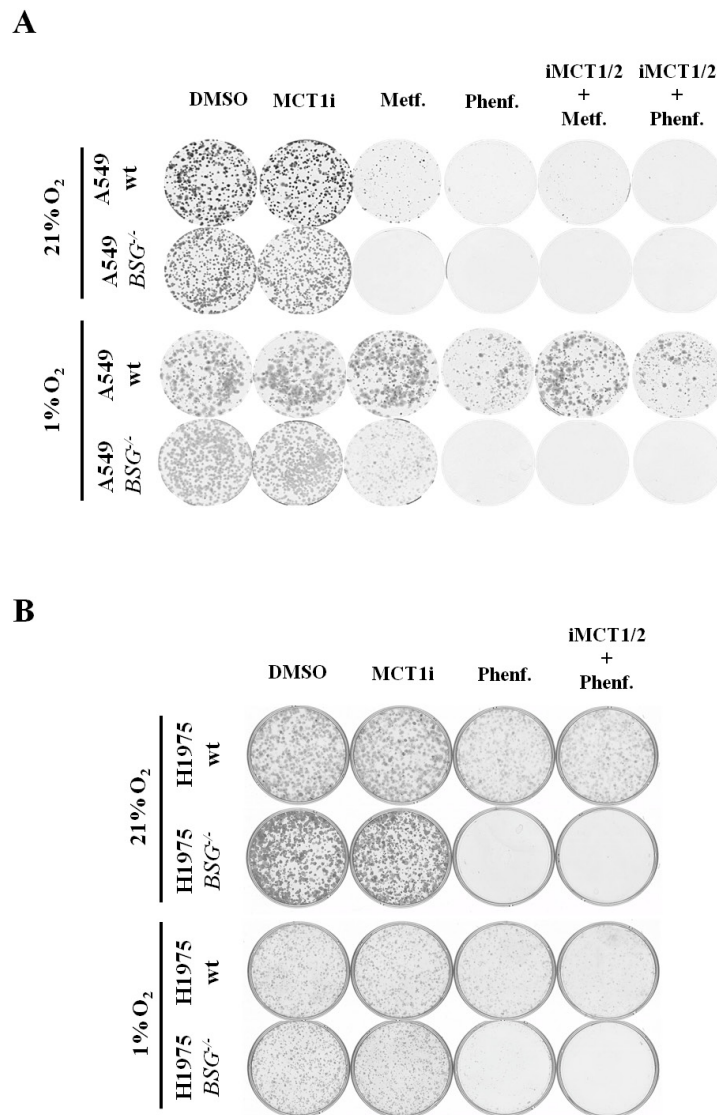 A
DMSO MCT1i Metf. Phenf. iMCT1/2 + Metf. iMCT1/2 + Phenf.
21% O₂
A549 wt
A549 BSG-/-
1% O₂
A549 wt
A549 BSG-/-
B
DMSO MCT1i Phenf. iMCT1/2 + Phenf.
21% O₂
H1975 wt
H1975 BSG-/-
1% O₂
H1975 wt
H1975 BSG-/-